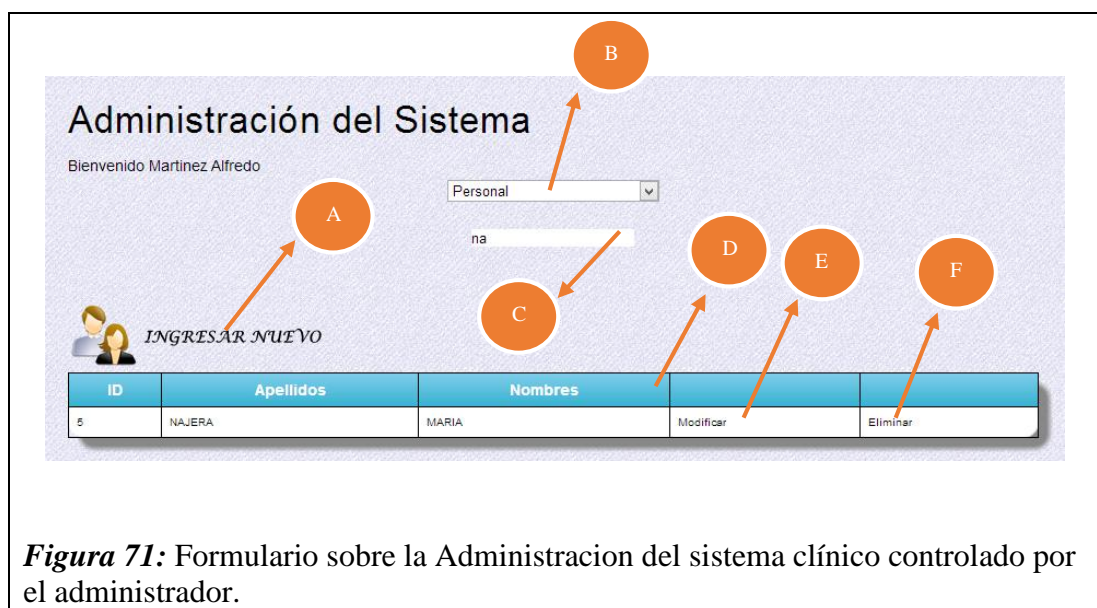 B
Administración del Sistema
Bienvenido Martinez Alfredo
Personal
A
na
D
E
F
C
INGRESAR NUEVO
ID Apellidos Nombres
5 NAJERA MARIA Modificar Eliminar
Figura 71: Formulario sobre la Administracion del sistema clínico controlado por
el administrador.